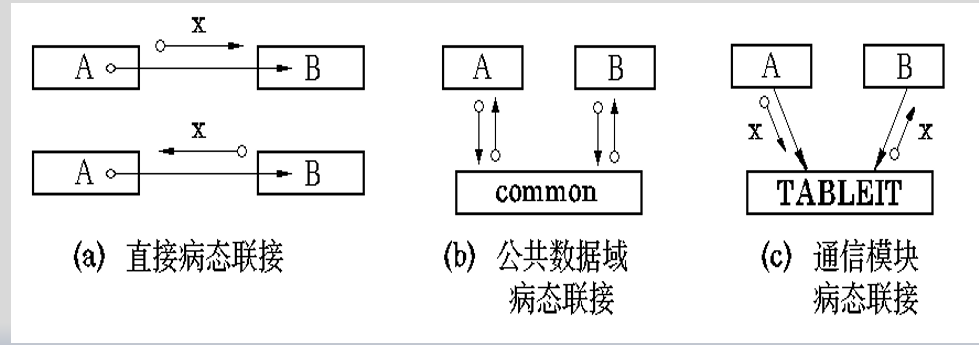 x
A B
x
A B
(a) 直接病态联接
A B
common
(b) 公共数据域
病态联接
A B
x x
TABLEIT
(c) 通信模块
病态联接